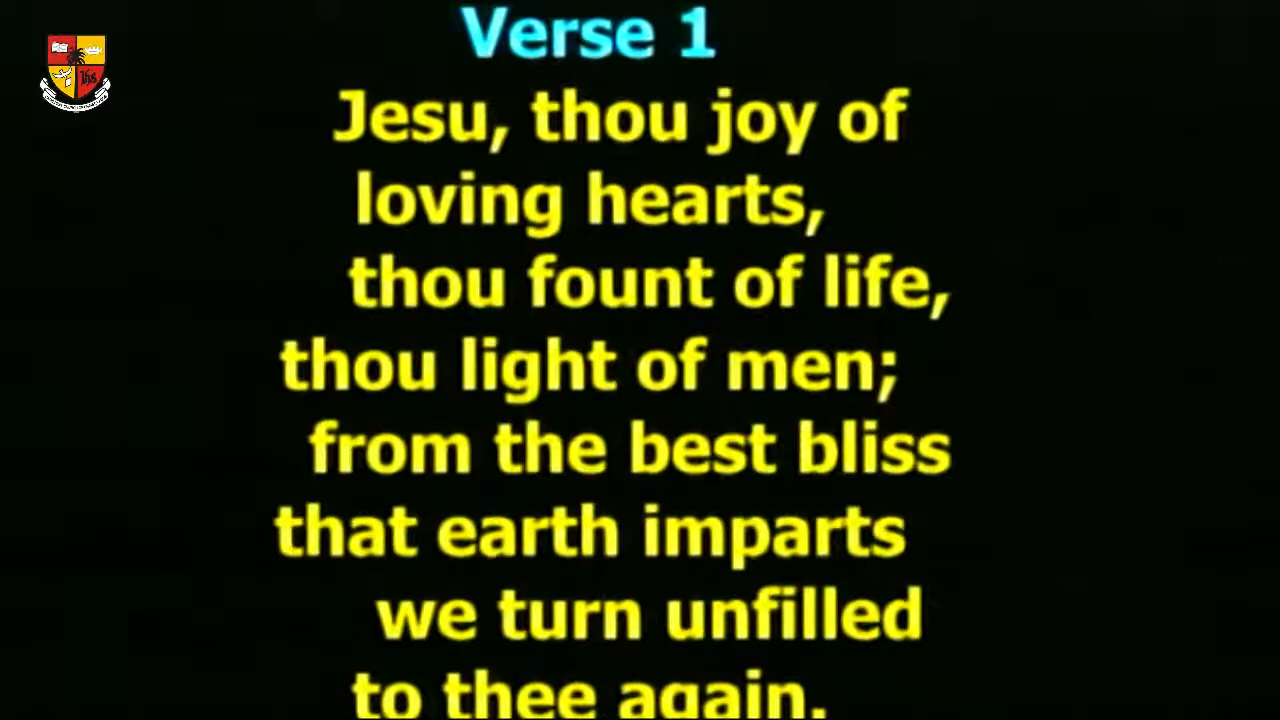 Verse 1
Jesu, thou joy of
loving hearts,
thou fount of life,
thou light of men;
from the best bliss
that earth imparts
we turn unfilled
to thee again.
Ihs